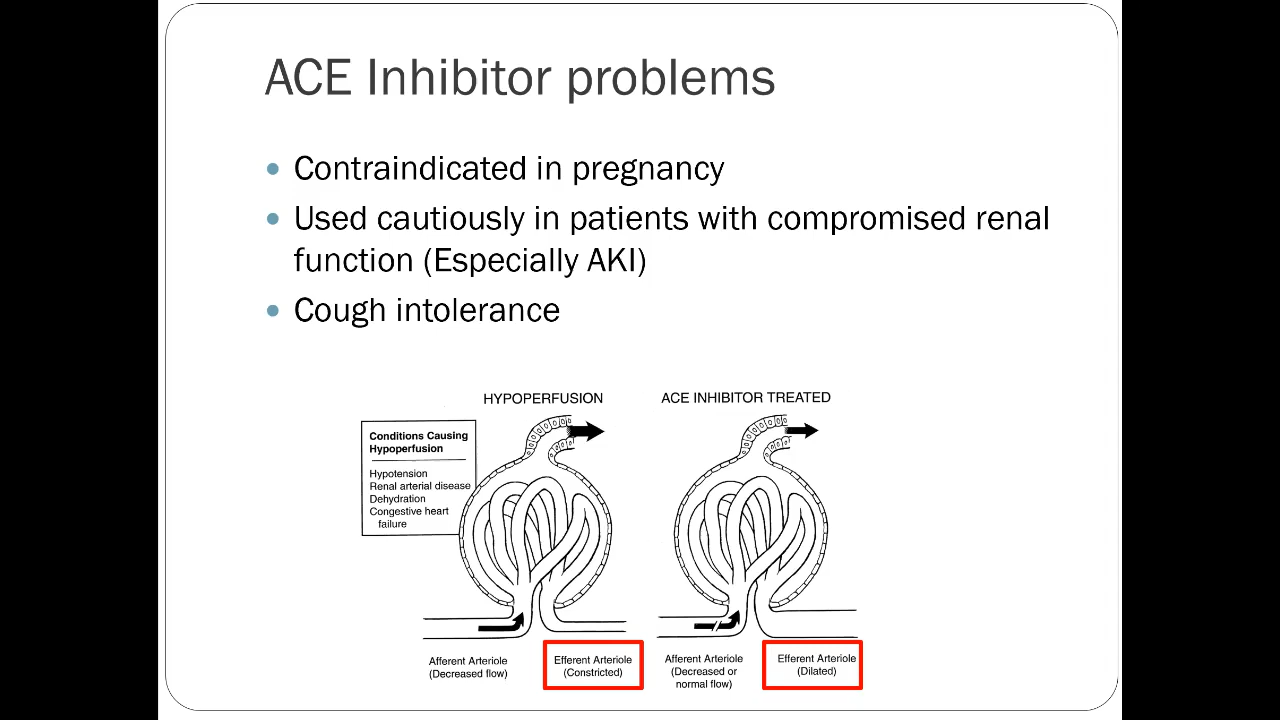 ACE Inhibitor problems
Contraindicated in pregnancy
Used cautiously in patients with compromised renal
function (Especially AKI)
Cough intolerance
HYPOPERFUSION
ACE INHIBITOR TREATED
Conditions Causing
Hypoperfusion
Hypotension
Renal arterial disease
Dehydration
Congestive heart
failure
Afferent Arteriole
(Decreased flow)
Efferent Arteriole
(Constricted)
Afferent Arteriole
(Decreased or
normal flow)
Efferent Arteriole
(Dilated)